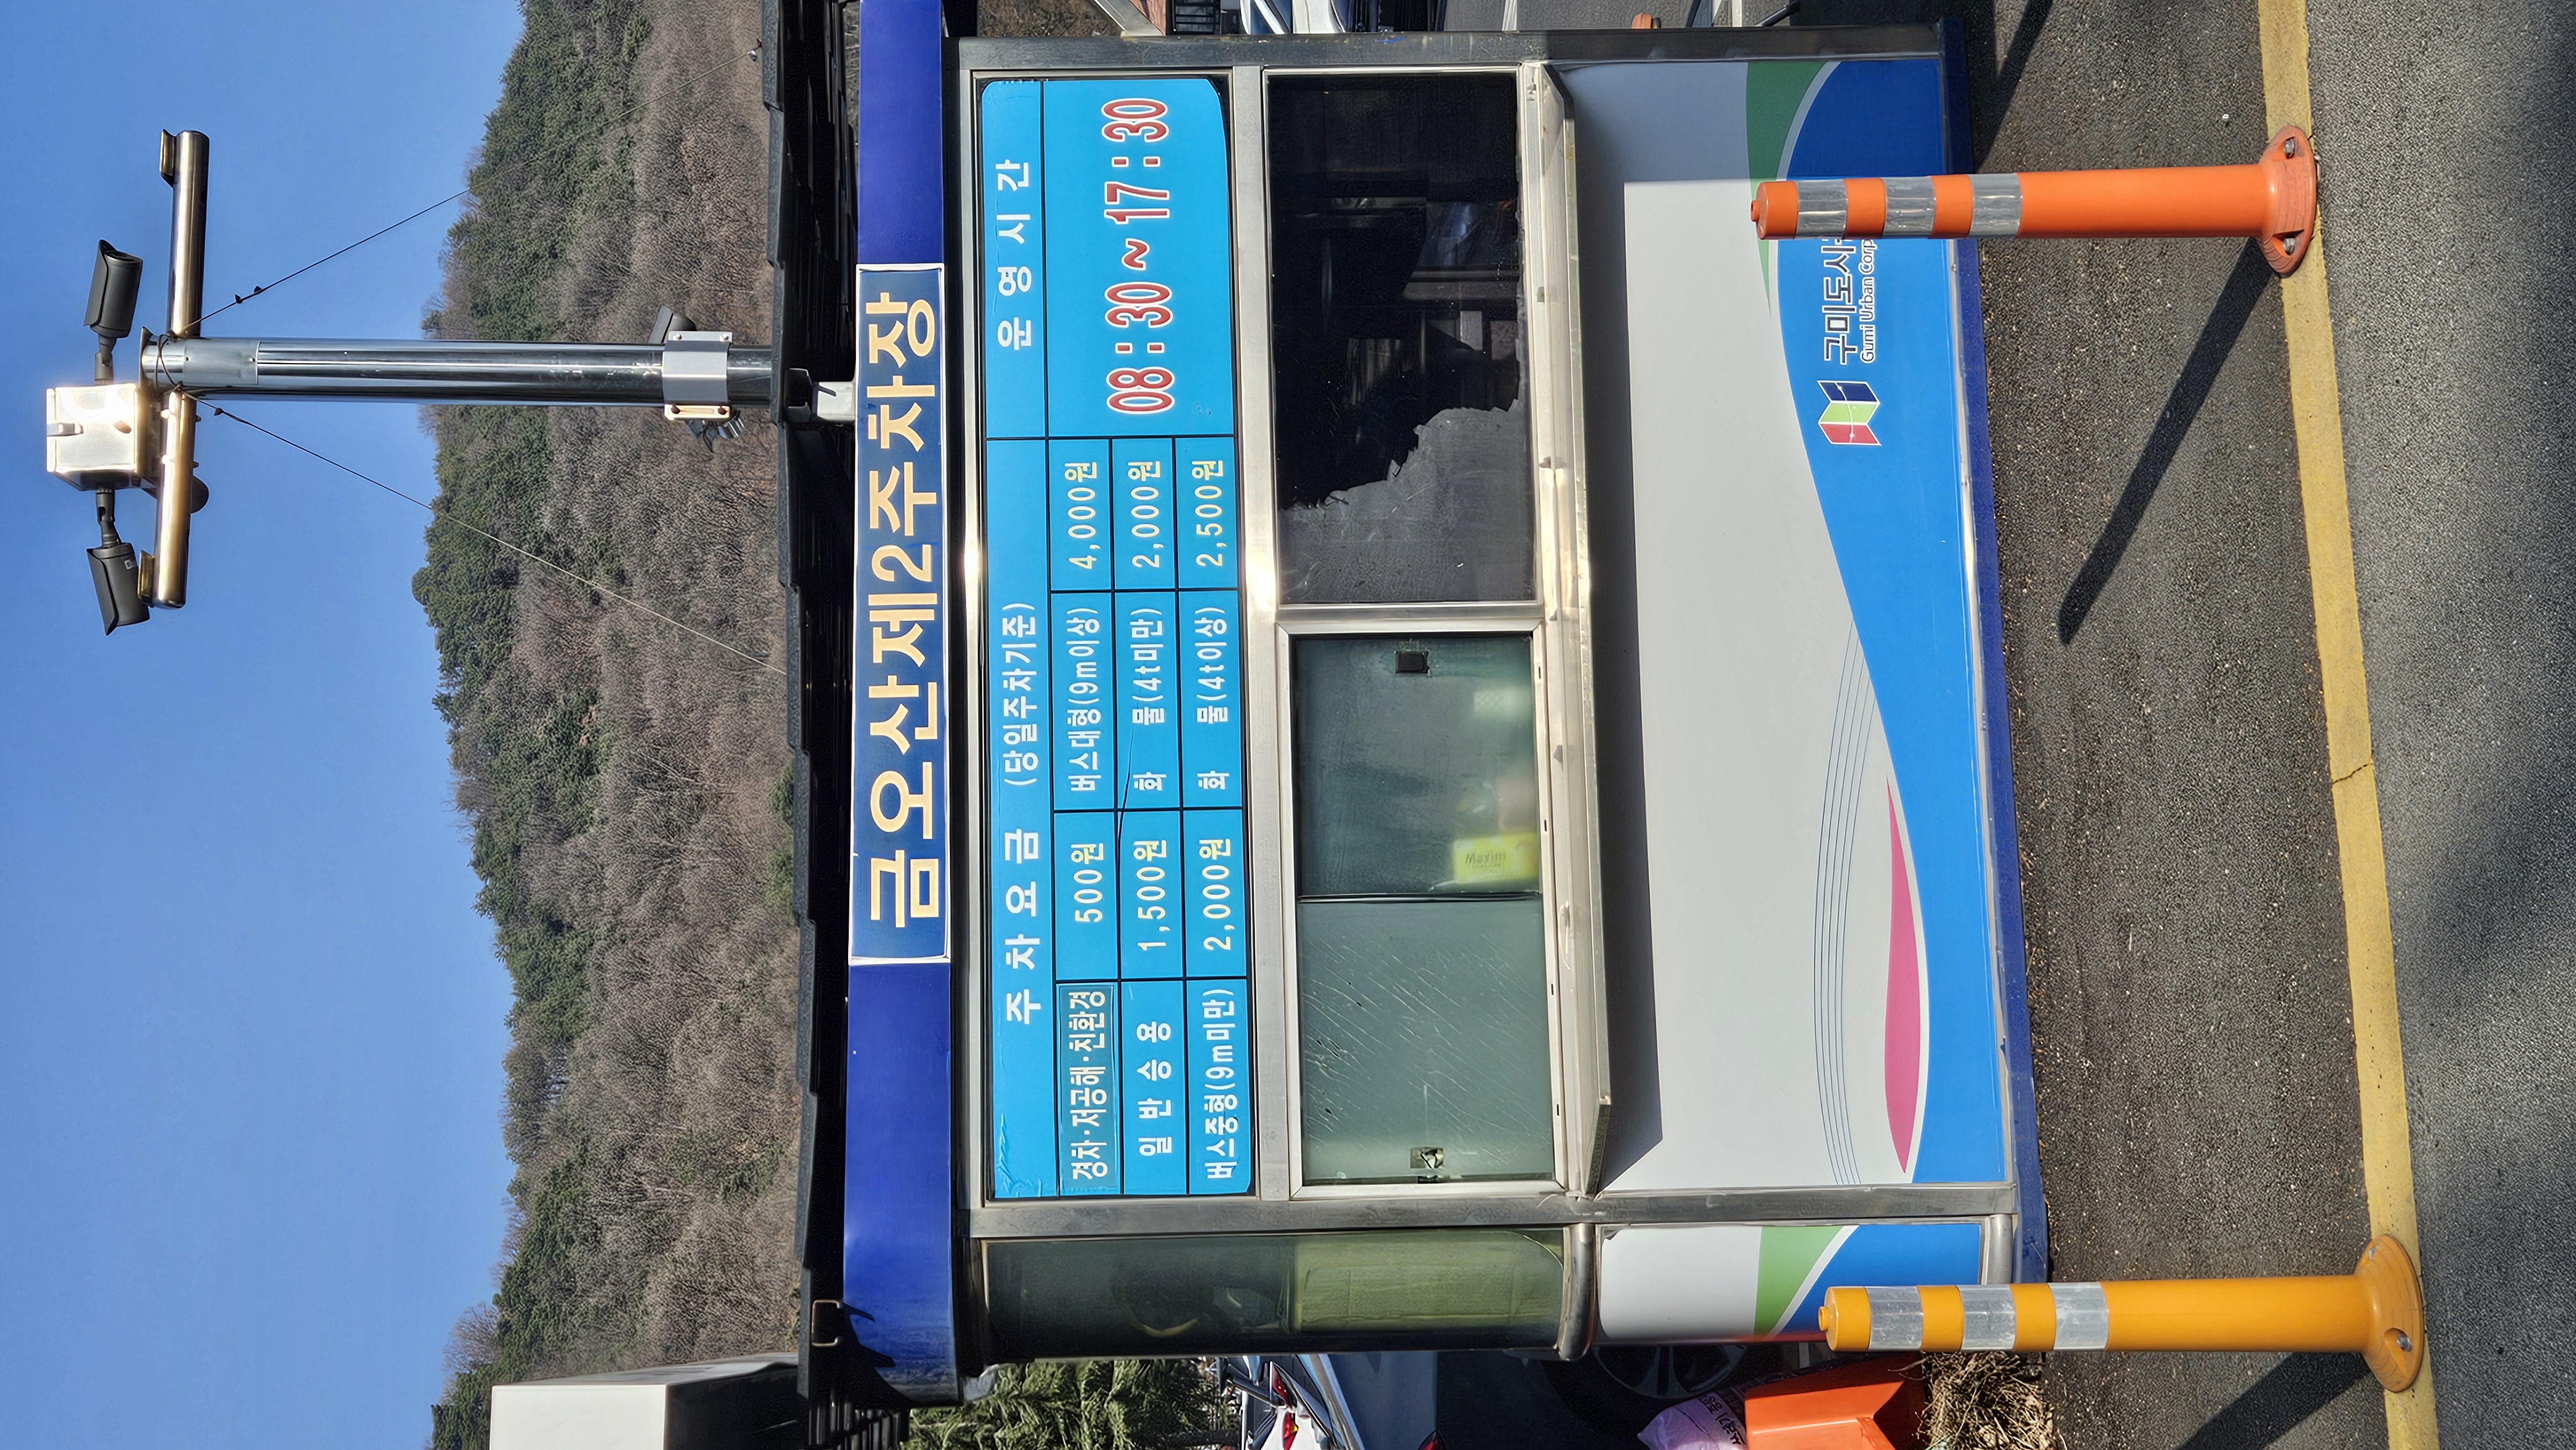 금오산제2주차장
주 차 요 금 (당일주차기준) 운 영 시 간
경차·저공해·친환경 500원 버스대형(9m이상) 4,000원
일 반 승 용 1,500원 화 물(4t미만) 2,000원
버스중형(9m미만) 2,000원 화 물(4t이상) 2,500원
08:30~17:30
Maxim
구미도시
Gumi Urban Corp